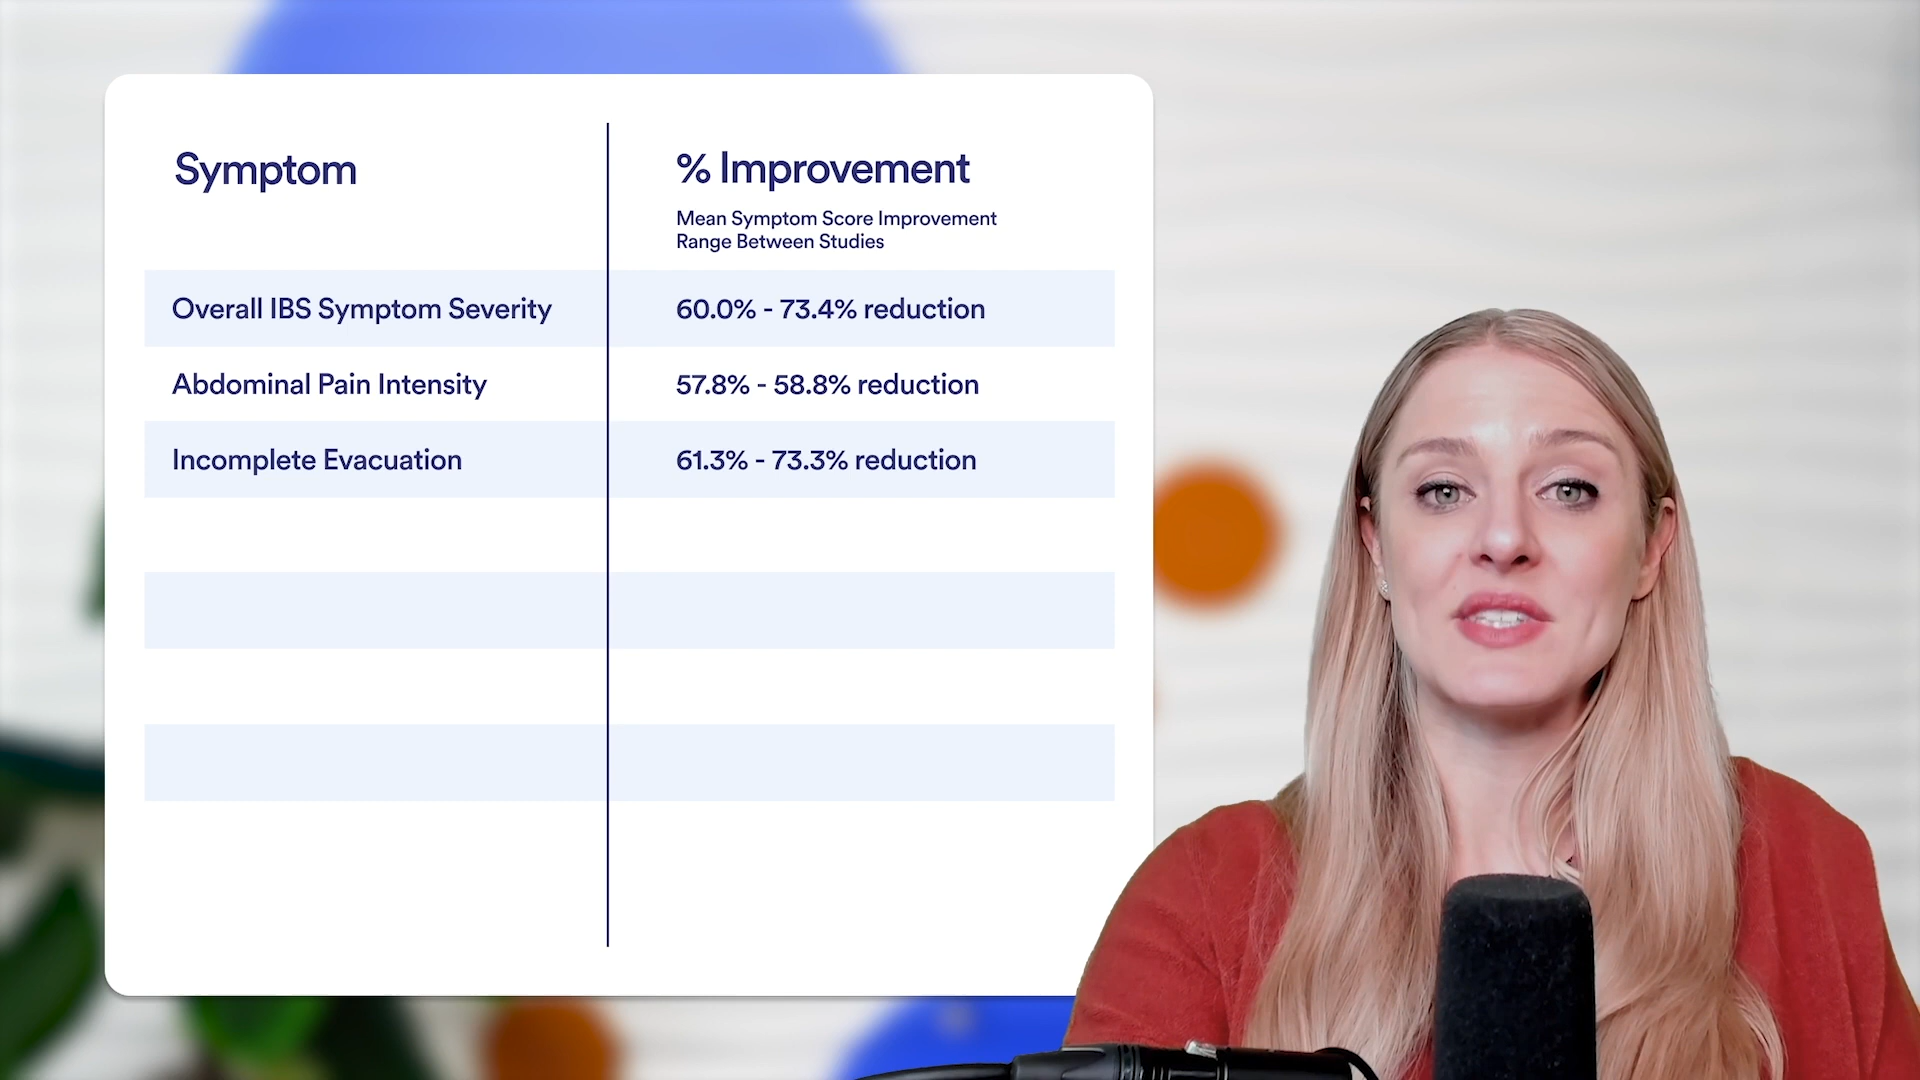 Symptom
% Improvement
Mean Symptom Score Improvement
Range Between Studies
Overall IBS Symptom Severity
60.0% - 73.4% reduction
Abdominal Pain Intensity
57.8% - 58.8% reduction
Incomplete Evacuation
61.3% - 73.3% reduction